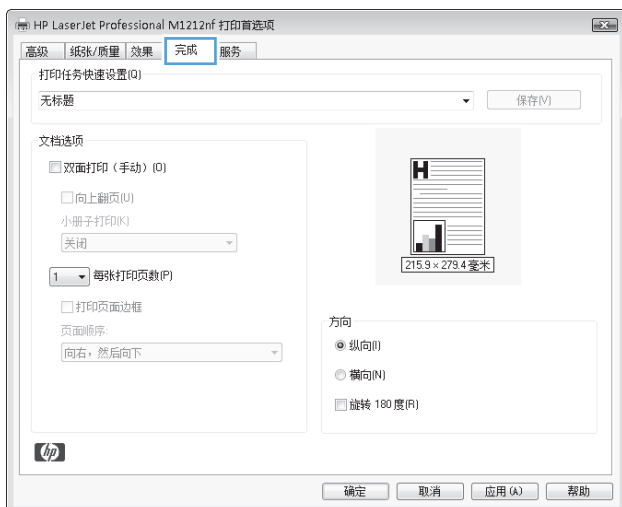 HP LaserJet Professional M1212nf 打印首选项
高级 纸张/质量 效果 完成 服务
打印任务快速设置(Q)
无标题
保存(V)
文档选项
双面打印（手动）(O)
向上翻页(U)
小册子打印(K)
关闭
1 每张打印页数(P)
打印页面边框
页面顺序:
向右，然后向下
H
215.9 × 279.4 毫米
方向
纵向(I)
横向(N)
旋转 180 度(R)
hp
确定 取消 应用(A) 帮助